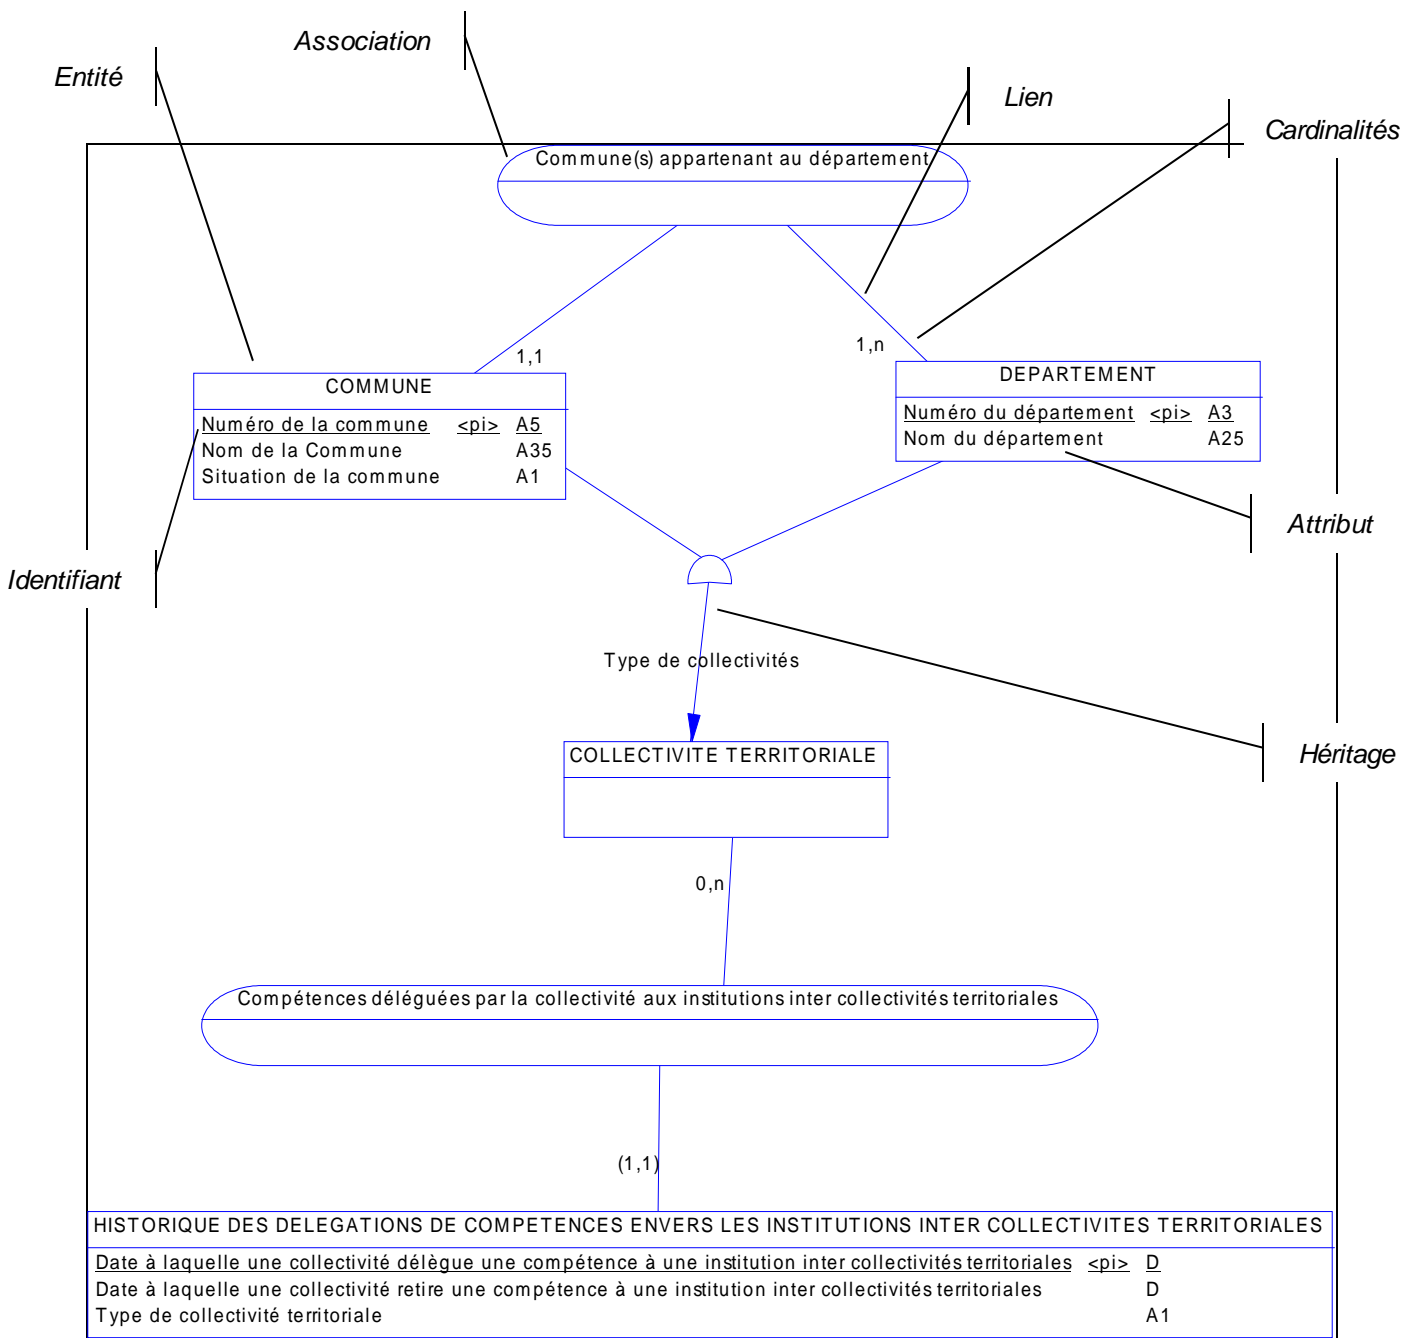 Association
Entité
Lien
Cardinalités
Commune(s) appartenant au département
1,1
1,n
COMMUNE
Numéro de la commune <pi> A5
Nom de la Commune A35
Situation de la commune A1
DEPARTEMENT
Numéro du département <pi> A3
Nom du département A25
Attribut
Identifiant
Type de collectivités
Héritage
COLLECTIVITE TERRITORIALE
0,n
Compétences déléguées par la collectivité aux institutions inter collectivités territoriales
(1,1)
HISTORIQUE DES DELEGATIONS DE COMPETENCES ENVERS LES INSTITUTIONS INTER COLLECTIVITES TERRITORIALES
Date à laquelle une collectivité délègue une compétence à une institution inter collectivités territoriales <pi> D
Date à laquelle une collectivité retire une compétence à une institution inter collectivités territoriales D
Type de collectivité territoriale A1